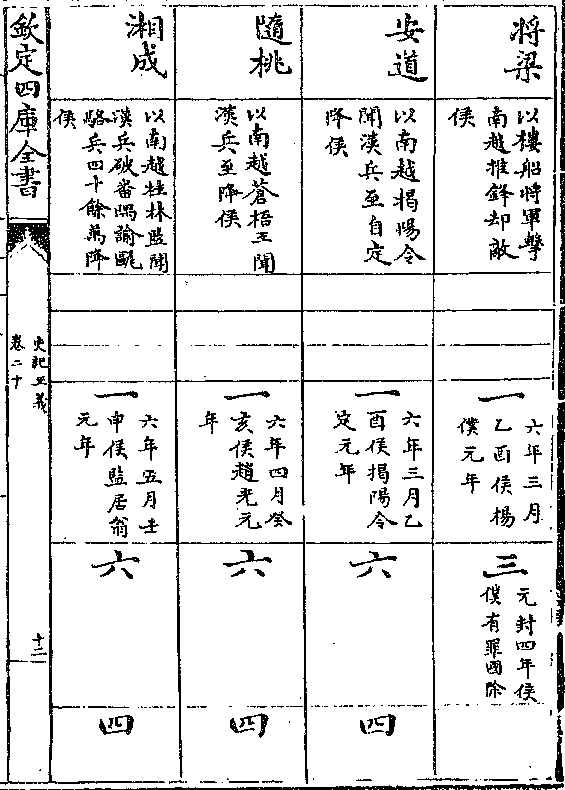 将梁
以樓船將軍擊
南越推鋒却敵
侯
一
六年三月
乙酉侯楊
僕元年
三
元封四年侯
僕有罪國除
安道
以南越揭陽令
聞漢兵至自定
降侯
一
六年三月乙
酉侯揭陽令
定元年
六
四
隨桃
以南越蒼梧王聞
漢兵至降侯
一
六年四月癸
亥侯趙光元
年
六
四
湘成
以南越桂林監聞
漢兵破番禺諭甌
駱兵四十餘萬降
侯
一
六年五月壬
申侯監居翁
元年
六
四
欽定四庫全書
史記正義
卷二十
十二